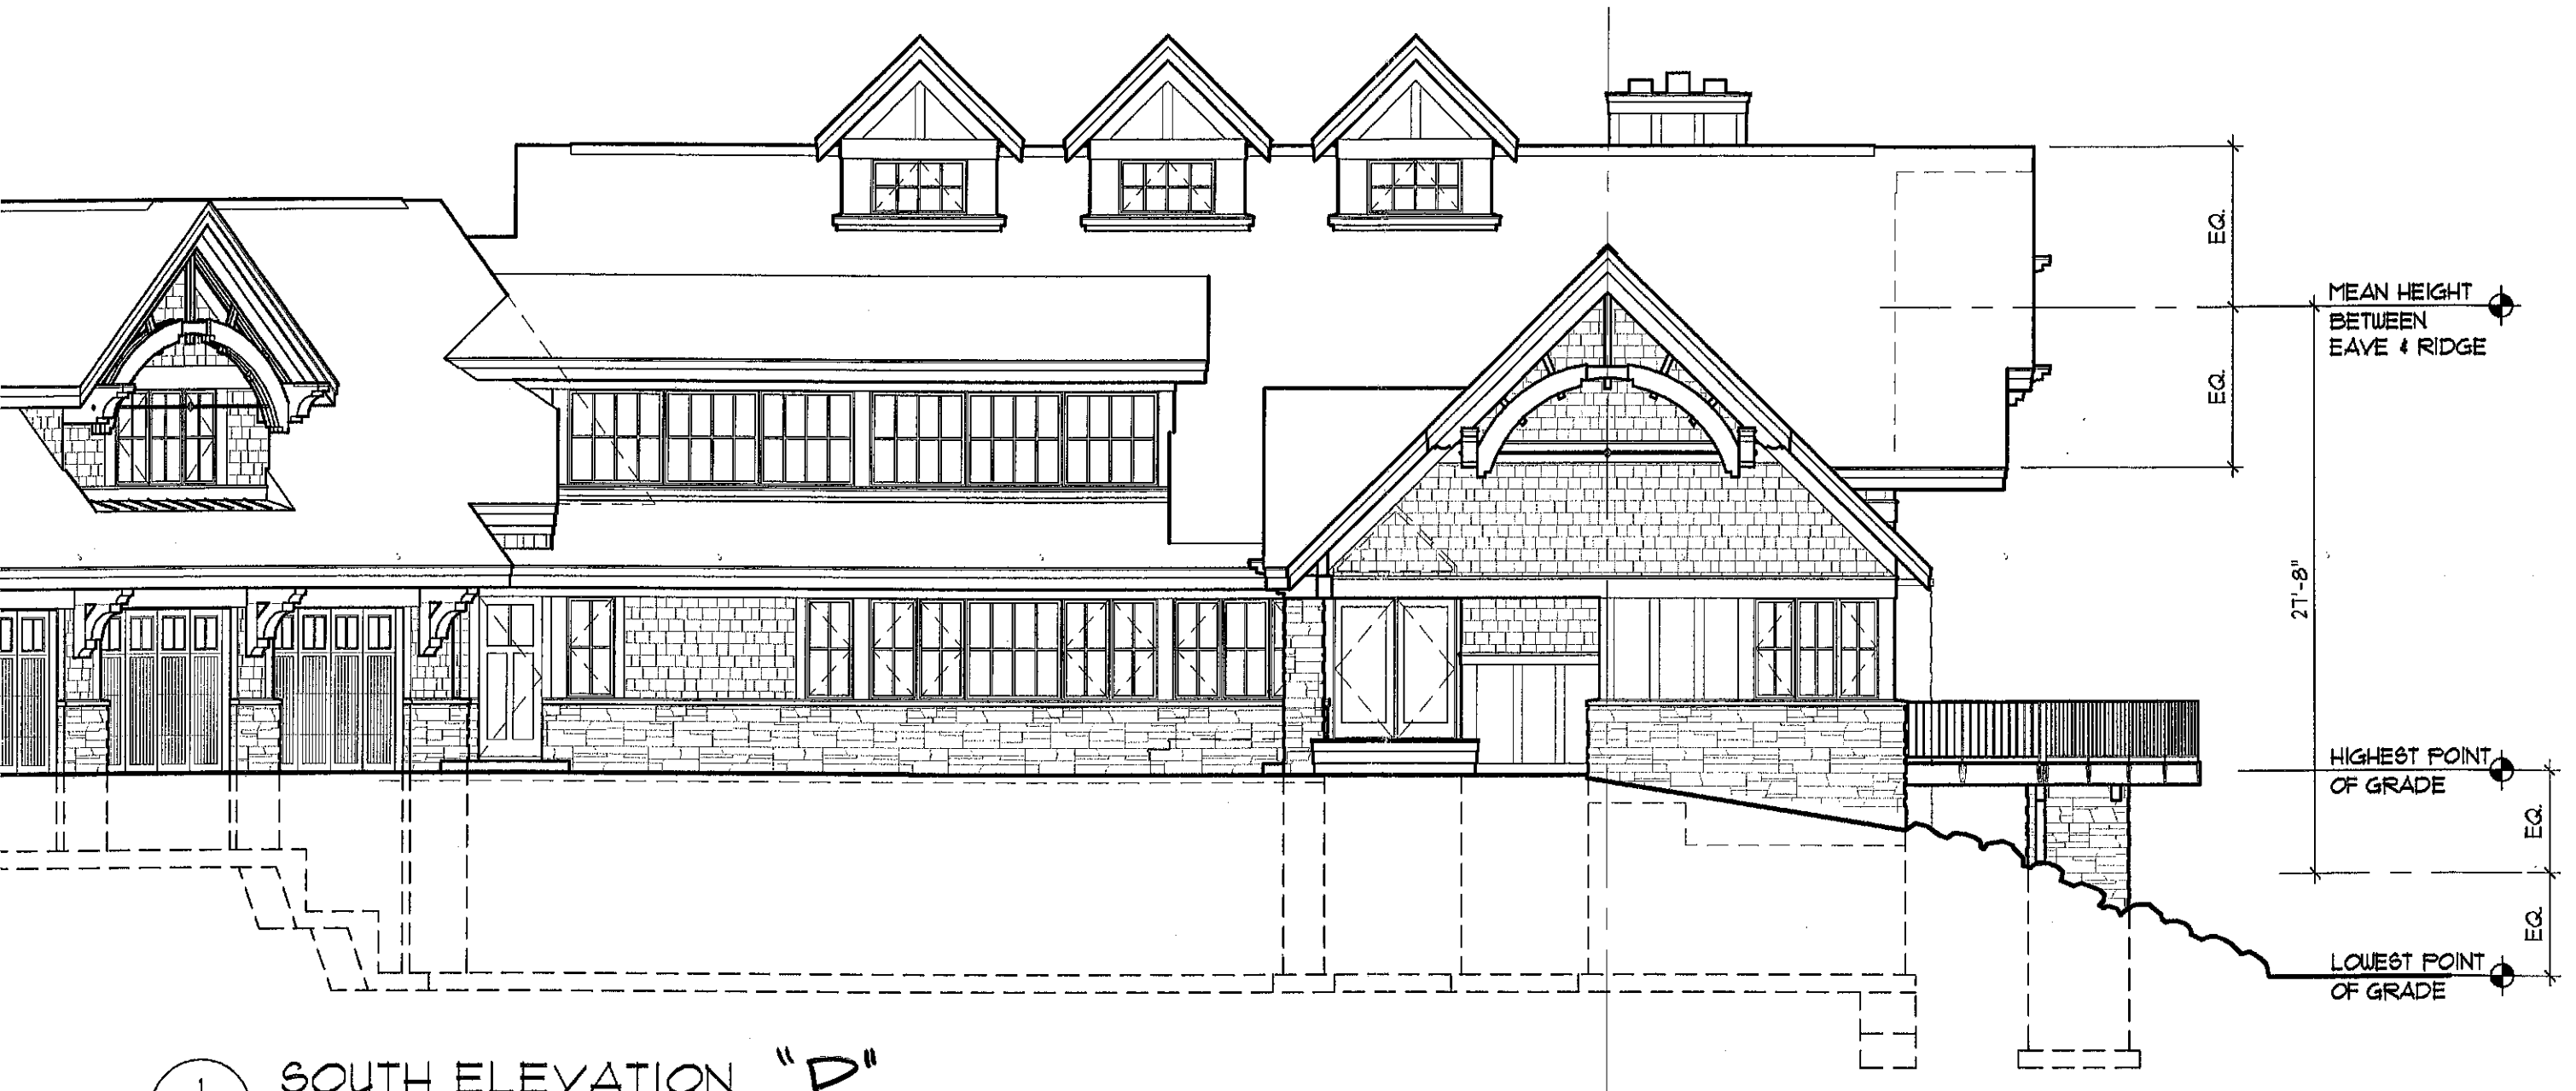 EQ.
MEAN HEIGHT
BETWEEN
EAVE & RIDGE
EQ.
27'-8"
HIGHEST POINT
OF GRADE
EQ.
EQ.
LOWEST POINT
OF GRADE
1
SOUTH ELEVATION "D"